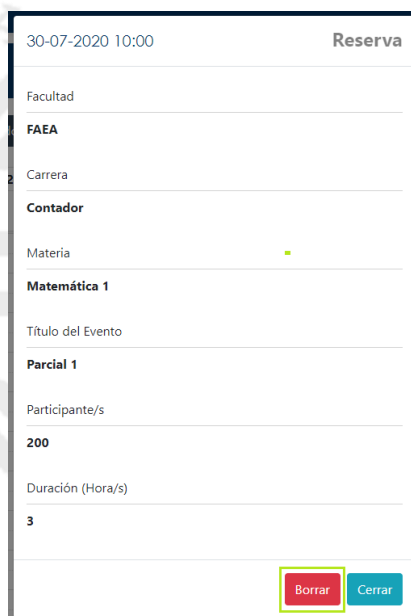 30-07-2020 10:00 Reserva
Facultad
FAEA
Carrera
Contador
Materia
Matemática 1
Título del Evento
Parcial 1
Participante/s
200
Duración (Hora/s)
3
Borrar Cerrar